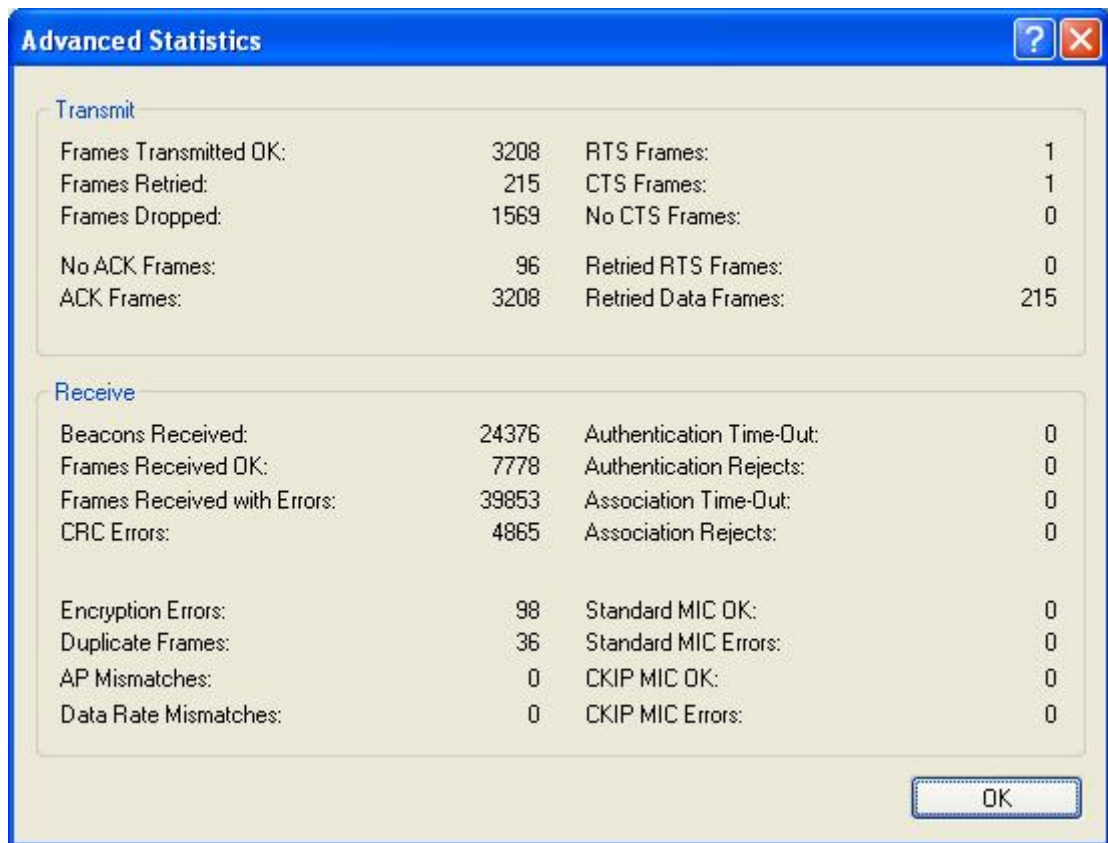 Advanced Statistics
Transmit
Frames Transmitted OK: 3208 RTS Frames: 1
Frames Retried: 215 CTS Frames: 1
Frames Dropped: 1569 No CTS Frames: 0
No ACK Frames: 96 Retried RTS Frames: 0
ACK Frames: 3208 Retried Data Frames: 215
Receive
Beacons Received: 24376 Authentication Time-Out: 0
Frames Received OK: 7778 Authentication Rejects: 0
Frames Received with Errors: 39853 Association Time-Out: 0
CRC Errors: 4865 Association Rejects: 0
Encryption Errors: 98 Standard MIC OK: 0
Duplicate Frames: 36 Standard MIC Errors: 0
AP Mismatches: 0 CKIP MIC OK: 0
Data Rate Mismatches: 0 CKIP MIC Errors: 0
OK